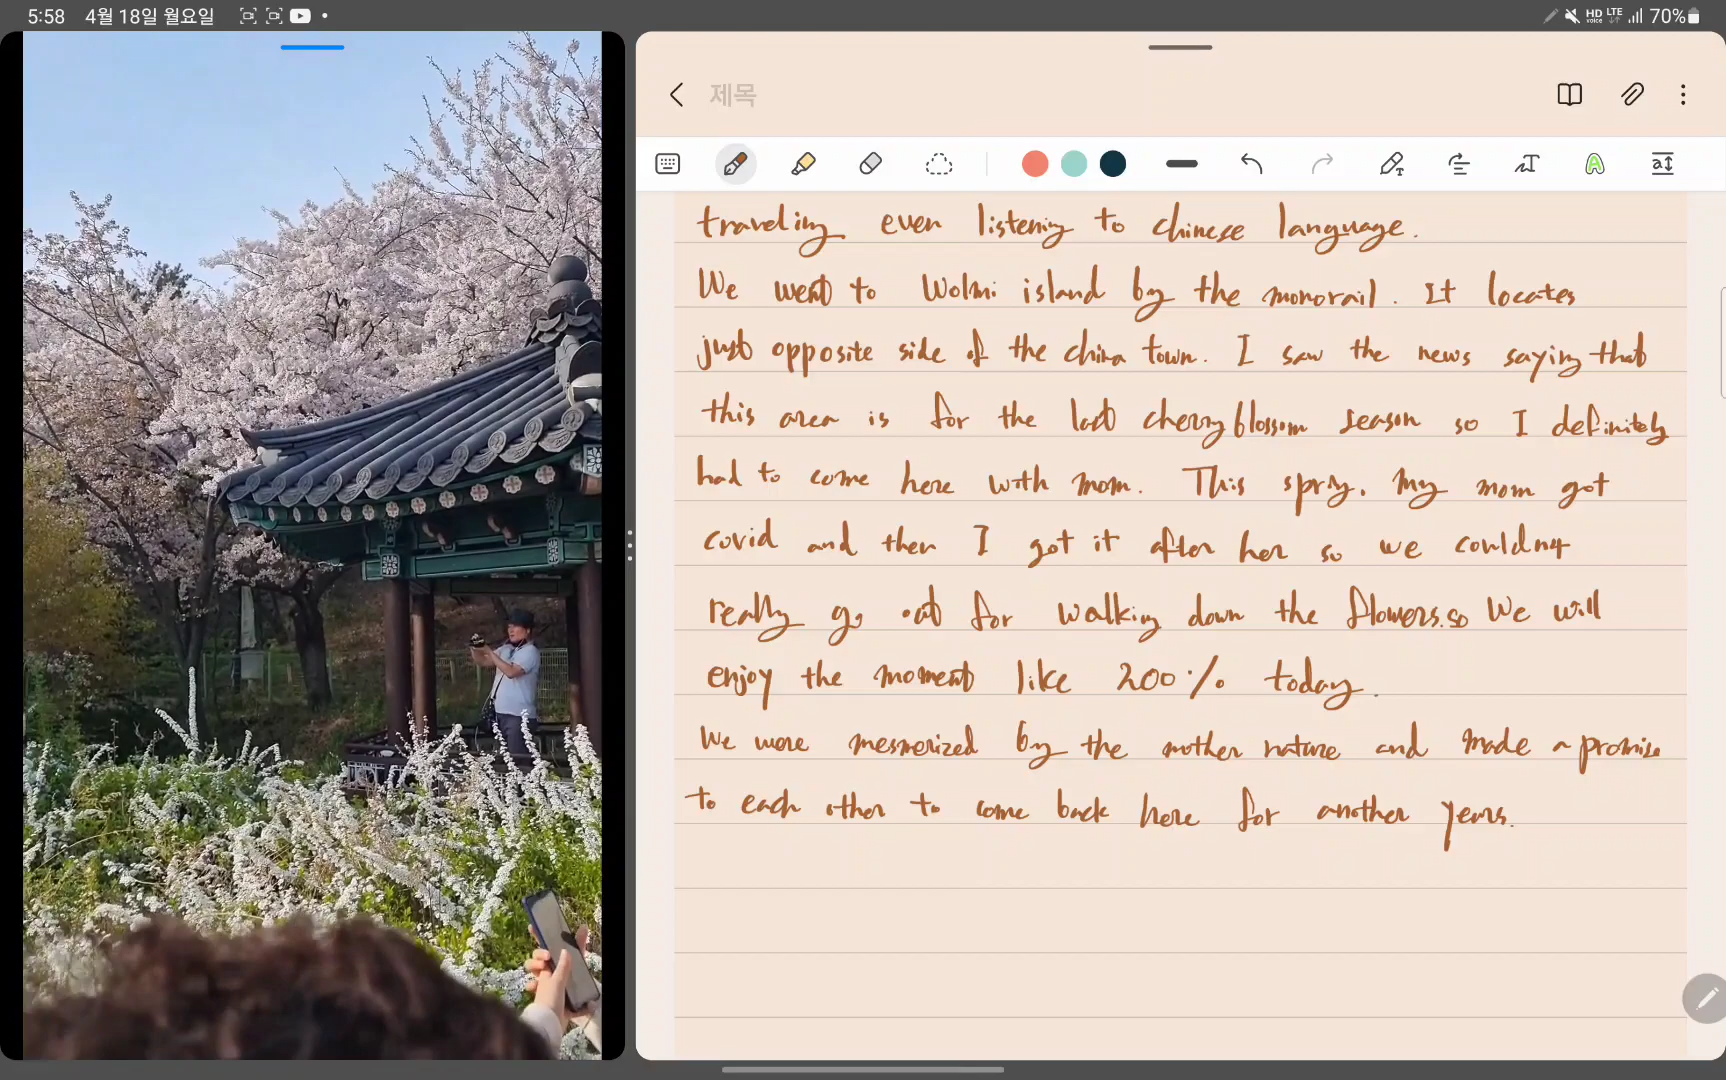 5:58 4월 18일 월요일
HD voice LTE 70%
제목
traveling even listening to chinese language.
We went to Wolmi island by the monorail. It locates
just opposite side of the china town. I saw the news saying that
this area is for the last cherry blossom season so I definitely
had to come here with mom. This spring, my mom got
covid and then I got it after her so we couldn't
really go out for walking down the flowers. so We will
enjoy the moment like 200% today.
We were mesmerized by the mother nature and made a promise
to each other to come back here for another years.